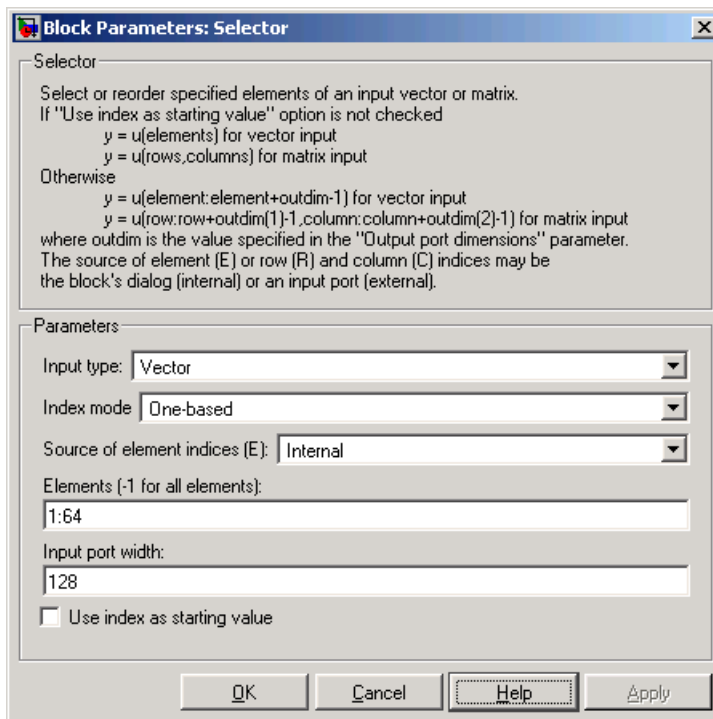 Block Parameters: Selector
Selector
Select or reorder specified elements of an input vector or matrix.
If "Use index as starting value" option is not checked
y = u(elements) for vector input
y = u(rows,columns) for matrix input
Otherwise
y = u(element:element+outdim-1) for vector input
y = u(row:row+outdim(1)-1,column:column+outdim(2)-1) for matrix input
where outdim is the value specified in the "Output port dimensions" parameter.
The source of element (E) or row (R) and column (C) indices may be
the block's dialog (internal) or an input port (external).
Parameters
Input type: Vector
Index mode One-based
Source of element indices (E): Internal
Elements (-1 for all elements):
1:64
Input port width:
128
Use index as starting value
OK Cancel Help Apply